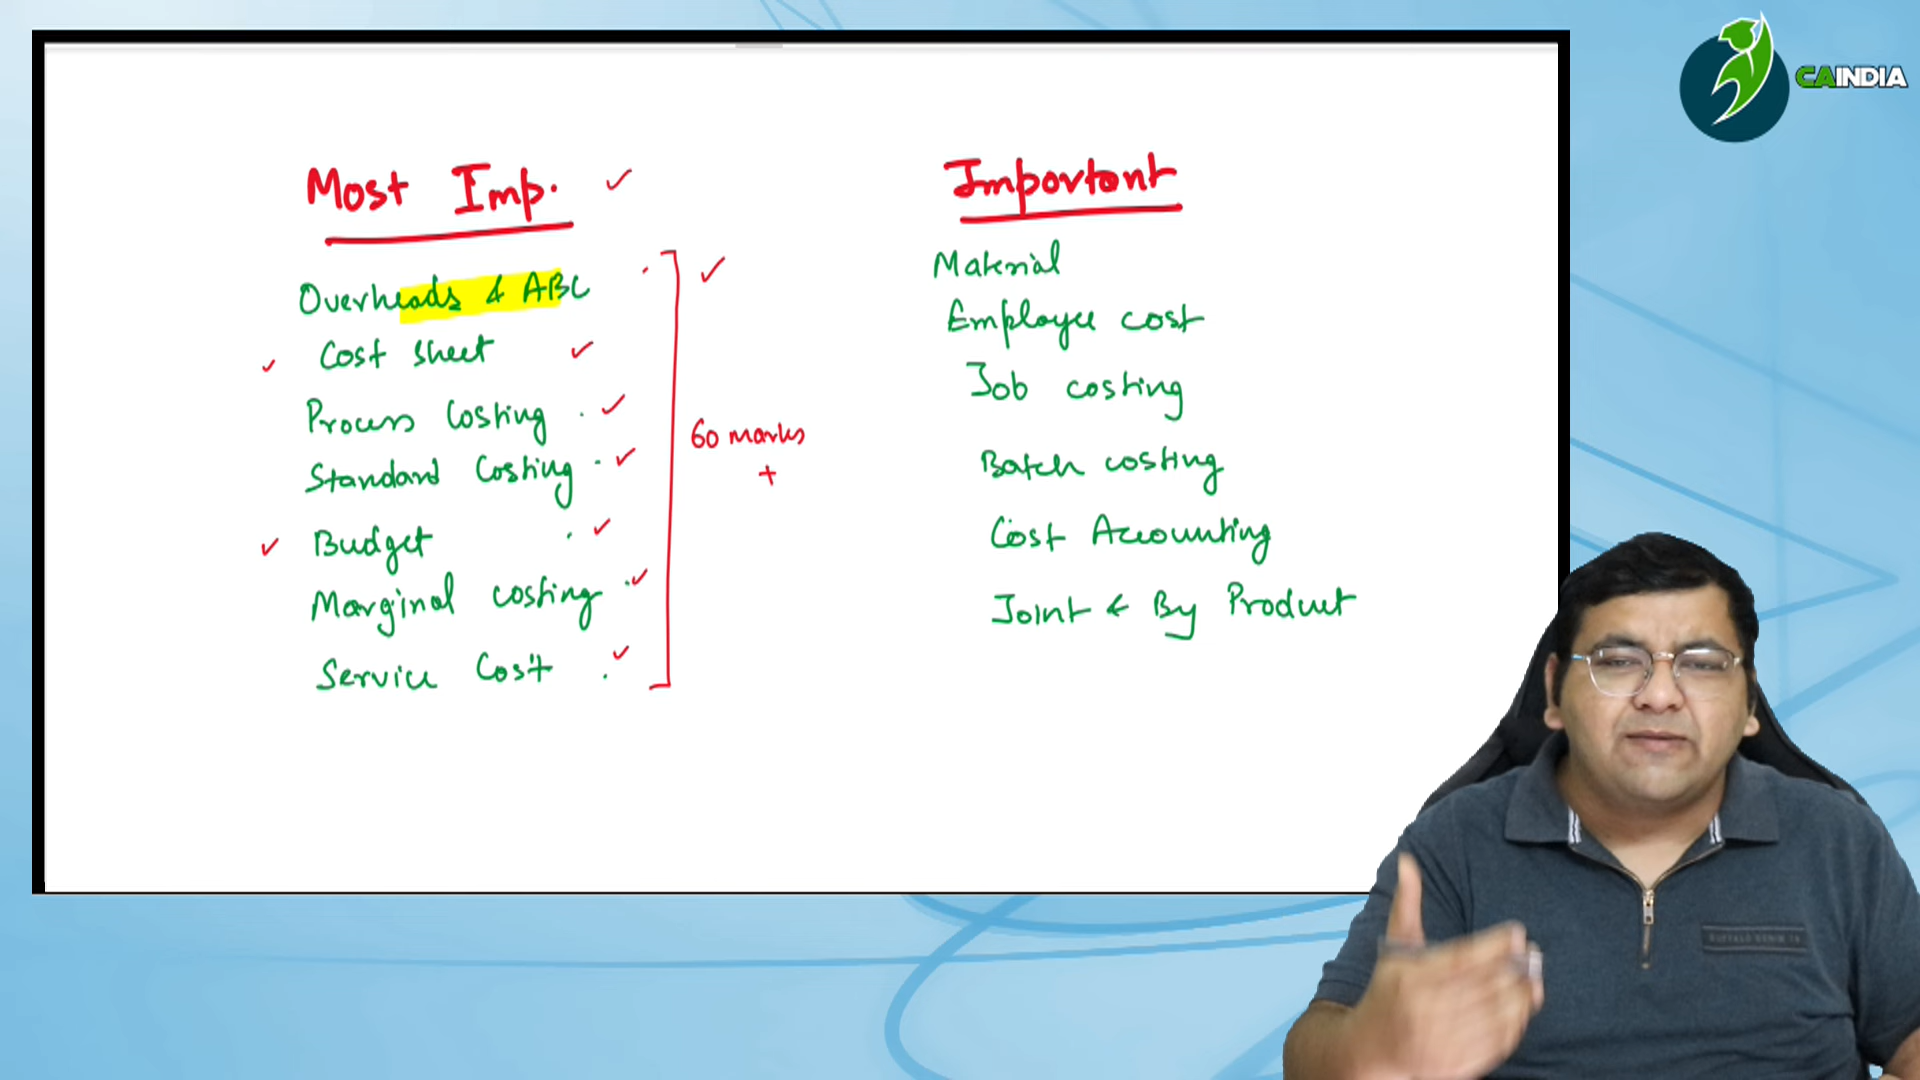 CAINDIA
Most Imp.
Overheads & ABC
Cost sheet
Process Costing
Standard Costing
Budget
Marginal costing
Service Cost
60 marks
+
Important
Material
Employee cost
Job costing
Batch costing
Cost Accounting
Joint & By Product